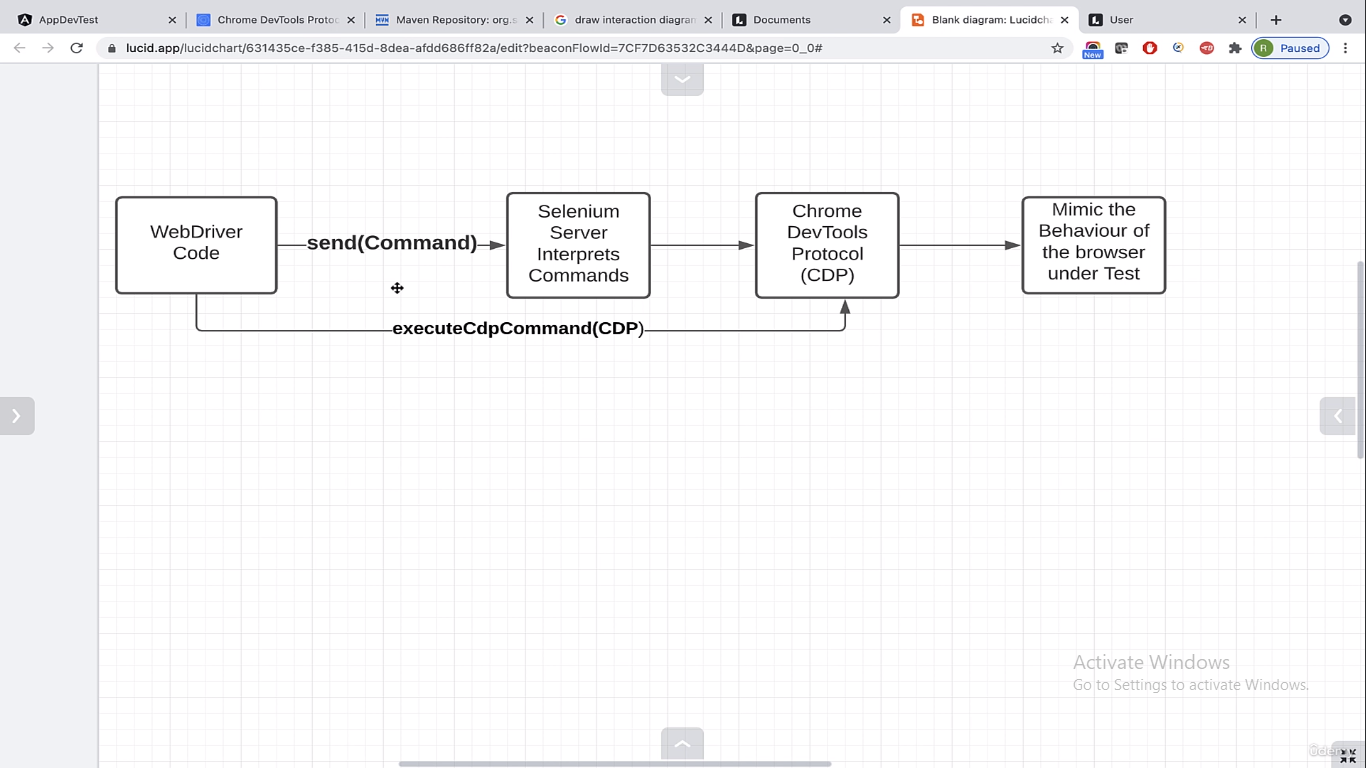 AppDevTest
Chrome DevTools Protoc
Maven Repository: org.s
draw interaction diagran
Documents
Blank diagram: Lucidcha
User
lucid.app/lucidchart/631435ce-f385-415d-8dea-afdd686ff82a/edit?beaconFlowId=7CF7D63532C3444D&page=0_0#
New
R
Paused
WebDriver
Code
send(Command)
Selenium
Server
Interprets
Commands
Chrome
DevTools
Protocol
(CDP)
Mimic the
Behaviour of
the browser
under Test
executeCdpCommand(CDP)
Activate Windows
Go to Settings to activate Windows.